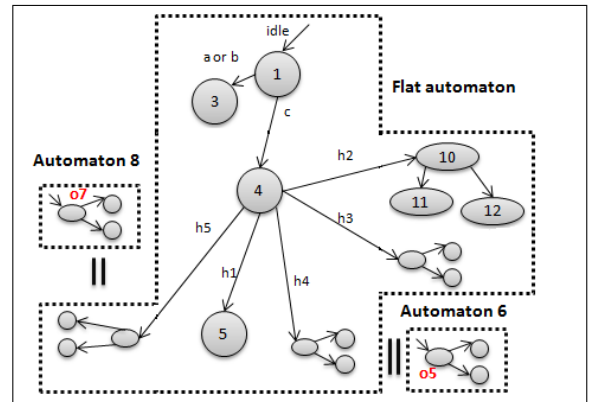 idle
a or b
1
3
Flat automaton
c
h2
10
Automaton 8
o7
4
11
12
h3
h5
h1
h4
Automaton 6
5
o5